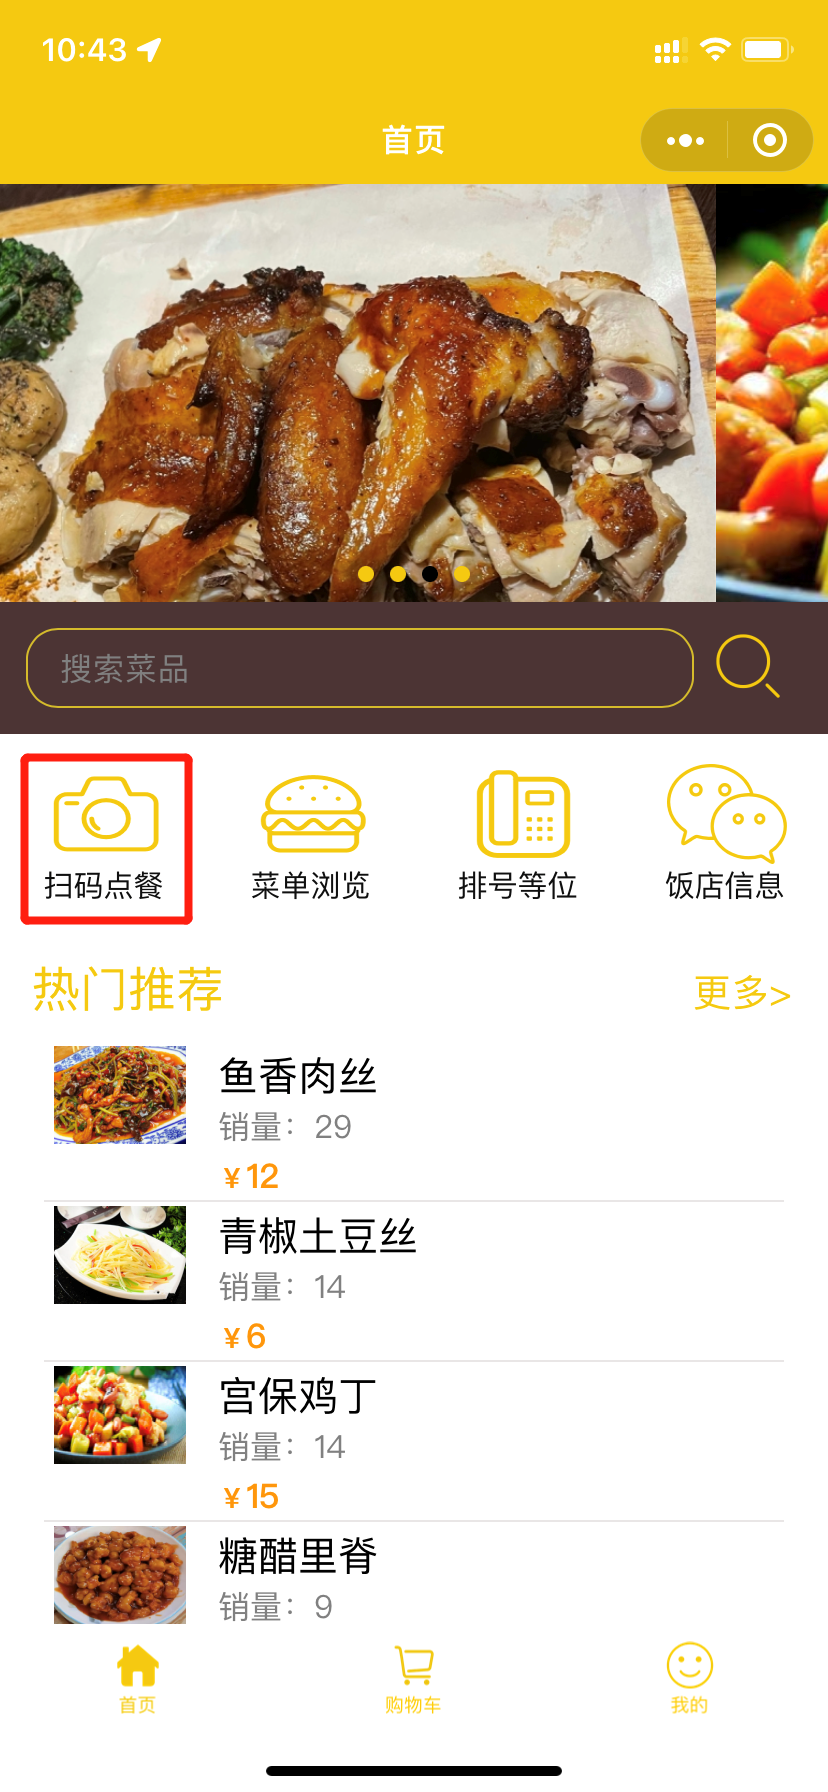 10:43
首页
搜索菜品
扫码点餐 菜单浏览 排号等位 饭店信息
热门推荐 更多>
鱼香肉丝
销量：29
¥12
青椒土豆丝
销量：14
¥6
宫保鸡丁
销量：14
¥15
糖醋里脊
销量：9
首页 购物车 我的